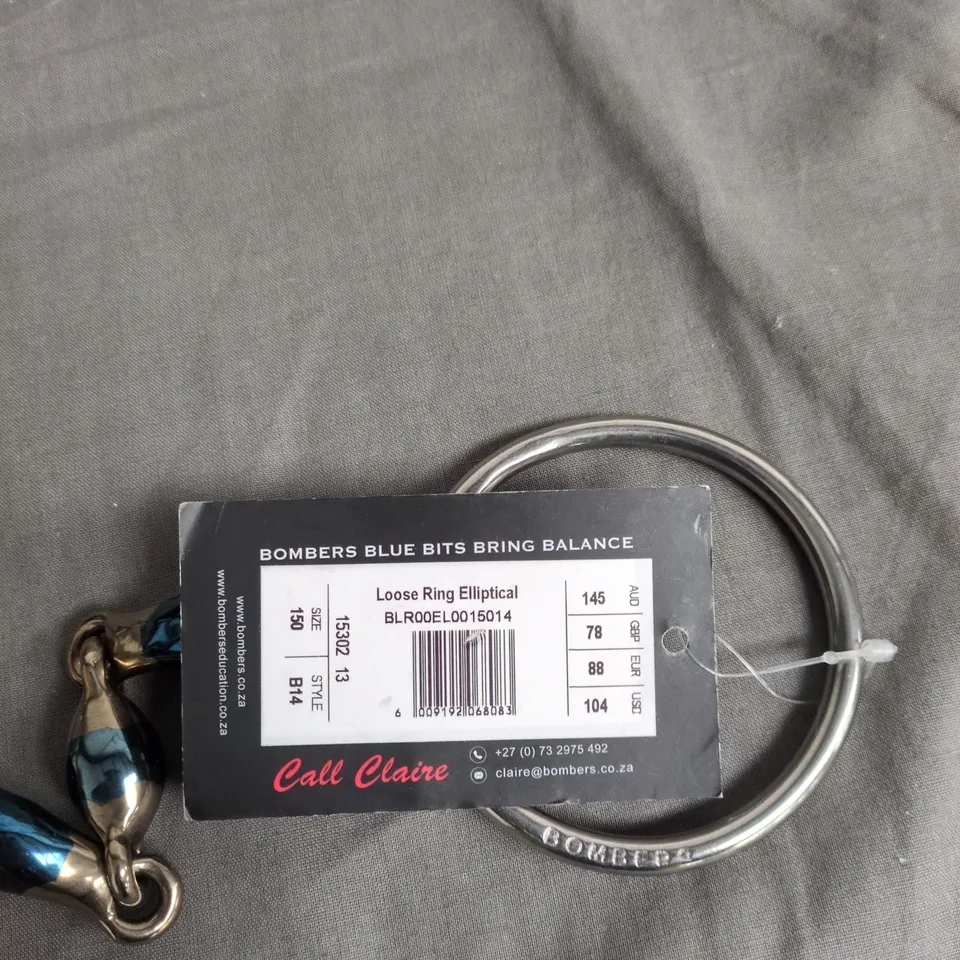 BOMBERS BLUE BITS BRING BALANCE
www.bombers.co.za
www.bomberseducation.co.za
SIZE
150
STYLE
B14
15302 13
Loose Ring Elliptical
BLR00EL0015014
6 009192 068083
AUD
145
GBP
78
EUR
88
USD
104
Call Claire
+27 (0) 73 2975 492
claire@bombers.co.za
BOMBERS